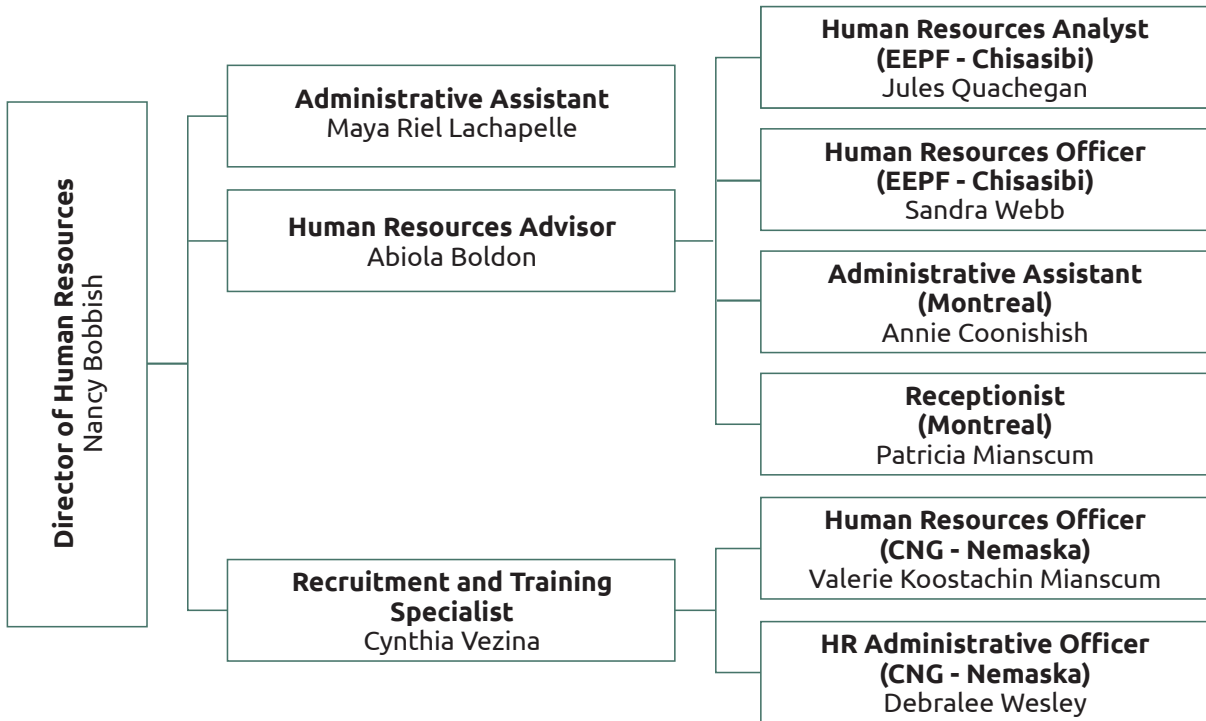 Director of Human Resources
Nancy Bobbish
Administrative Assistant
Maya Riel Lachapelle
Human Resources Advisor
Abiola Boldon
Recruitment and Training
Specialist
Cynthia Vezina
Human Resources Analyst
(EEPF - Chisasibi)
Jules Quachegan
Human Resources Officer
(EEPF - Chisasibi)
Sandra Webb
Administrative Assistant
(Montreal)
Annie Coonishish
Receptionist
(Montreal)
Patricia Mianscum
Human Resources Officer
(CNG - Nemaska)
Valerie Koostachin Mianscum
HR Administrative Officer
(CNG - Nemaska)
Debralee Wesley